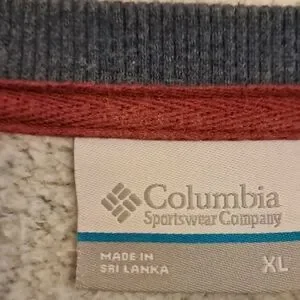 Columbia
Sportswear Company
MADE IN
SRI LANKA
XL